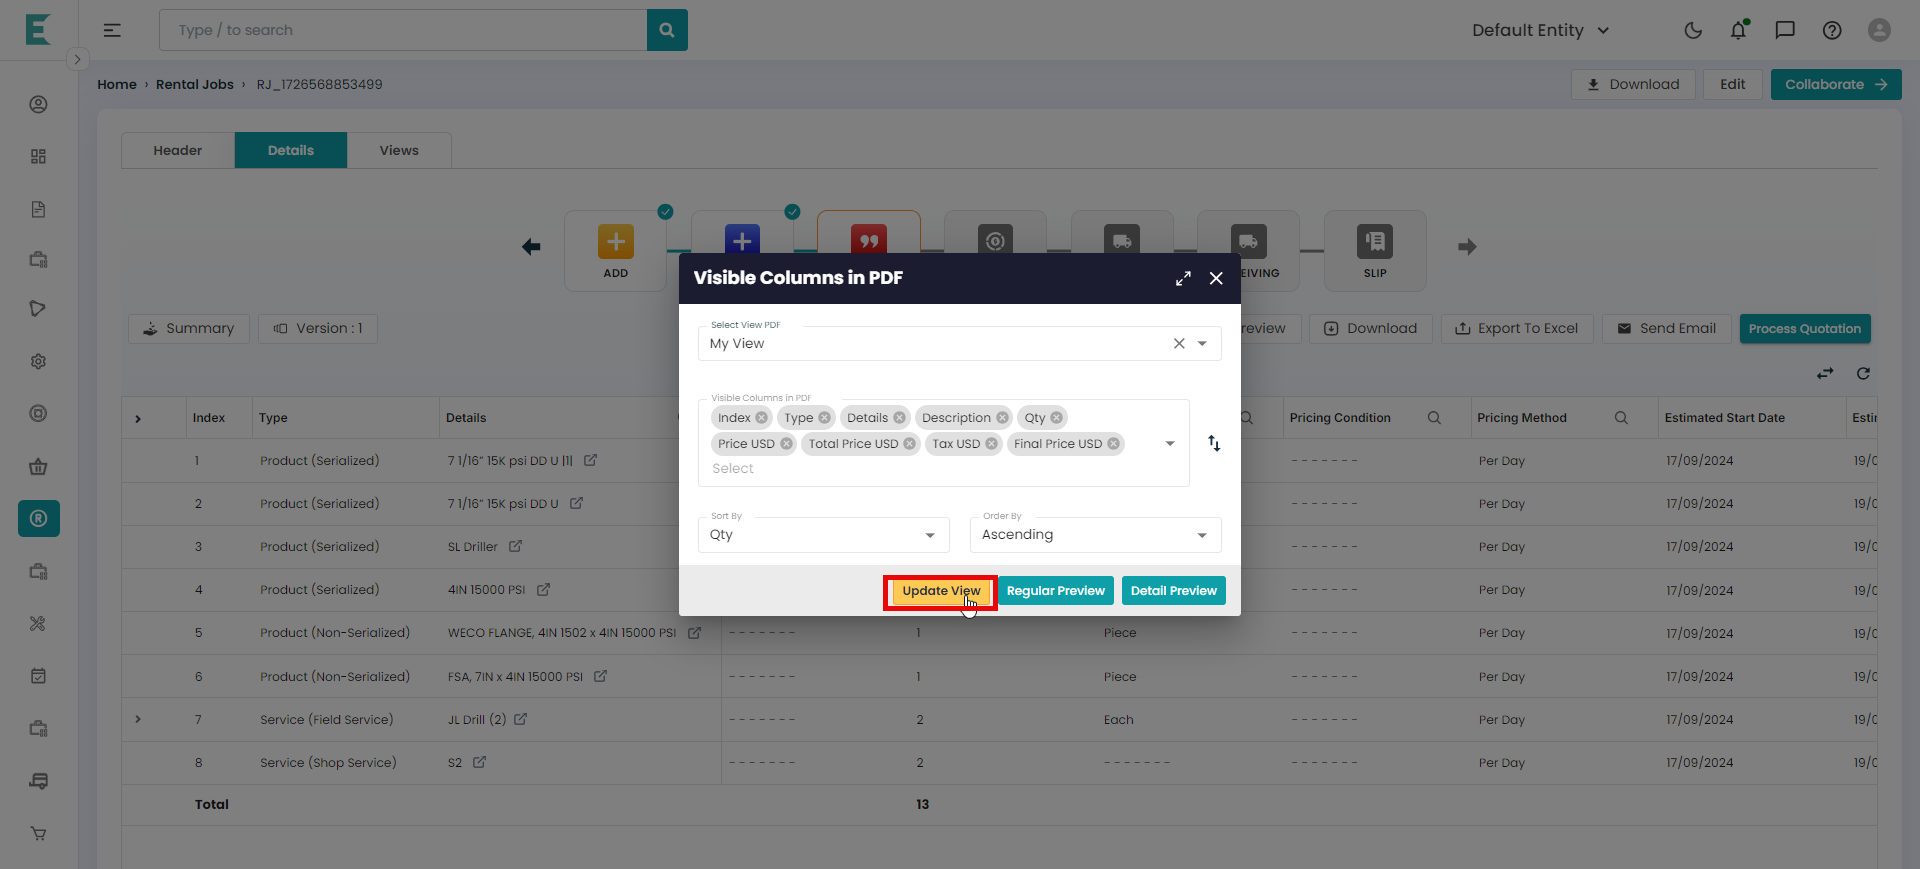 Type / to search
Default Entity
Home › Rental Jobs › RJ_1726568853499
Download
Edit
Collaborate
Header
Details
Views
ADD
EIVING
SLIP
Summary
Version : 1
review
Download
Export To Excel
Send Email
Process Quotation
Visible Columns in PDF
Select View PDF
My View
Visible Columns in PDF
Index Type Details Description Qty
Price USD Total Price USD Tax USD Final Price USD
Select
Sort By
Qty
Order By
Ascending
Update View
Regular Preview
Detail Preview
Index Type Details Pricing Condition Pricing Method Estimated Start Date Estir
1 Product (Serialized) 7 1/16" 15K psi DD U |1| - - - - - - - Per Day 17/09/2024 19/0
2 Product (Serialized) 7 1/16" 15K psi DD U - - - - - - - Per Day 17/09/2024 19/0
3 Product (Serialized) SL Driller - - - - - - - Per Day 17/09/2024 19/0
4 Product (Serialized) 4IN 15000 PSI - - - - - - - Per Day 17/09/2024 19/0
5 Product (Non-Serialized) WECO FLANGE, 4IN 1502 x 4IN 15000 PSI - - - - - - - 1 Piece - - - - - - - Per Day 17/09/2024 19/0
6 Product (Non-Serialized) FSA, 7IN x 4IN 15000 PSI - - - - - - - 1 Piece - - - - - - - Per Day 17/09/2024 19/0
7 Service (Field Service) JL Drill (2) - - - - - - - 2 Each - - - - - - - Per Day 17/09/2024 19/0
8 Service (Shop Service) S2 - - - - - - - 2 - - - - - - - - - - - - - - Per Day 17/09/2024 19/0
Total 13